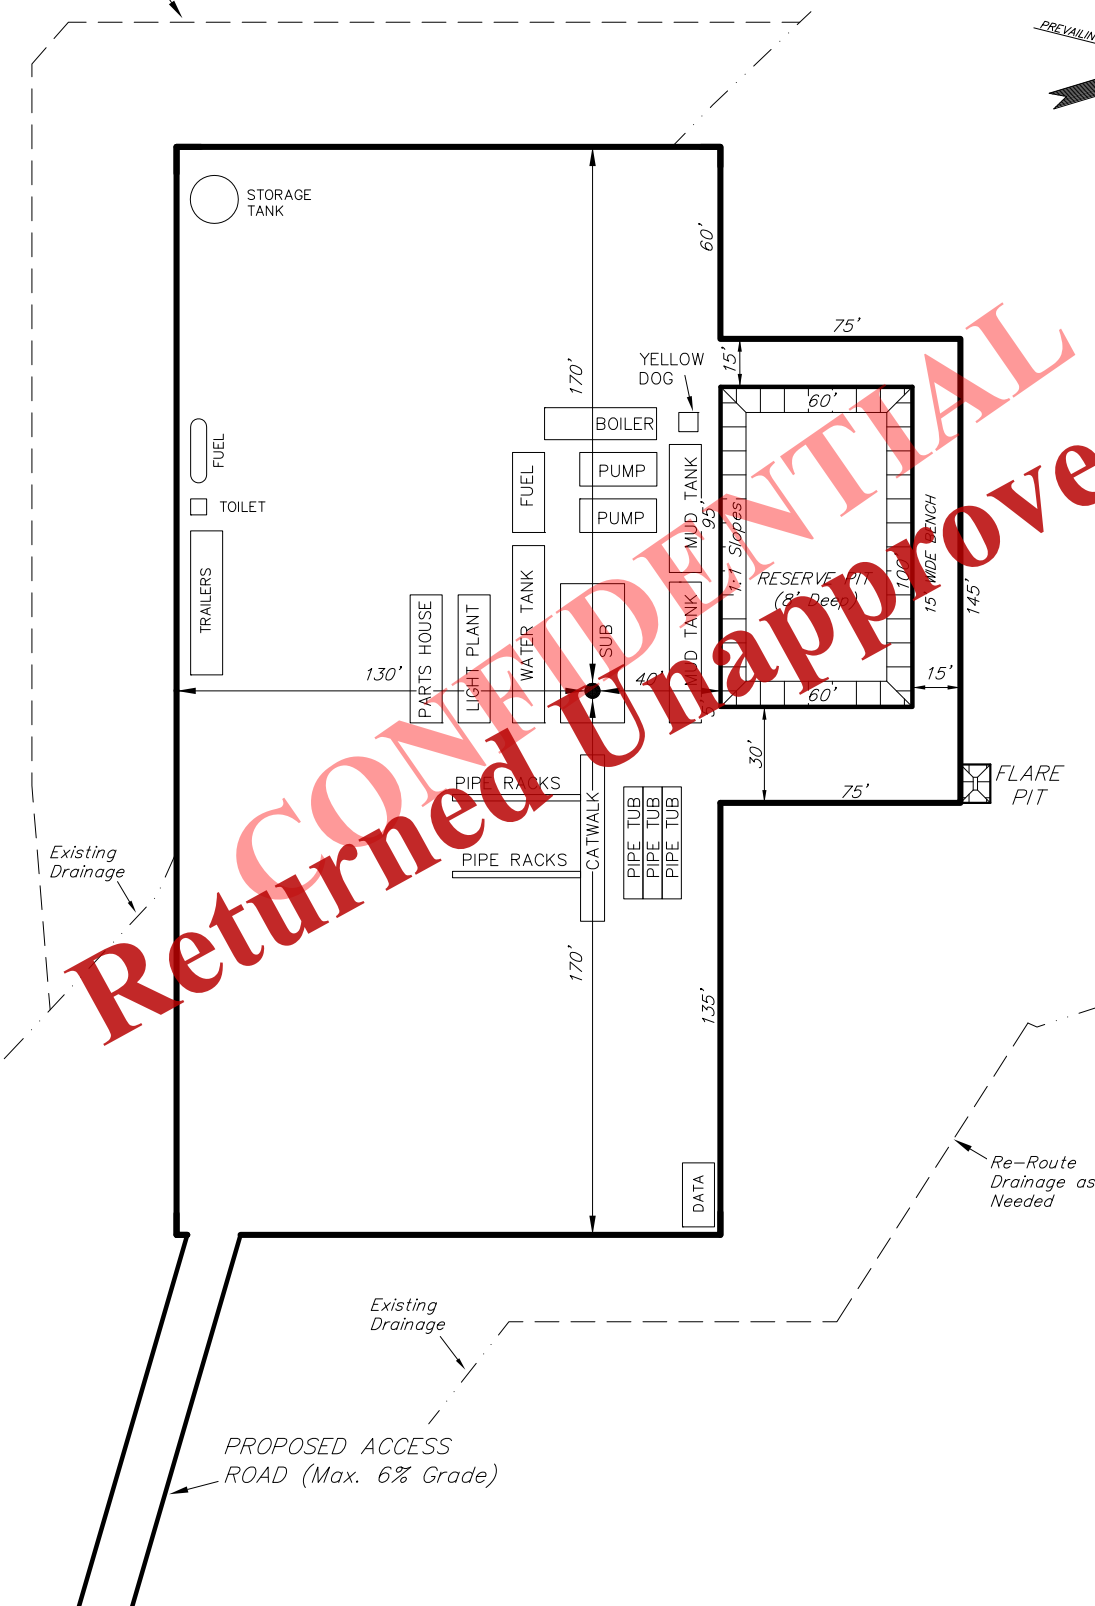 PREVAILIN
STORAGE
TANK
60'
75'
15'
YELLOW
DOG
170'
60'
BOILER
FUEL
PUMP
FUEL
MUD TANK
TOILET
PUMP
95'
1:1 Slopes
15' WIDE BENCH
100'
RESERVE PIT
(8' Deep)
145'
TRAILERS
PARTS HOUSE
LIGHT PLANT
WATER TANK
SUB
MUD TANK
130'
40'
5'
60'
15'
30'
FLARE
PIT
75'
PIPE RACKS
CATWALK
PIPE TUB
PIPE TUB
PIPE TUB
PIPE RACKS
Existing
Drainage
170'
135'
CONFIDENTIAL
Returned Unapprove
Re-Route
Drainage as
Needed
DATA
Existing
Drainage
PROPOSED ACCESS
ROAD (Max. 6% Grade)